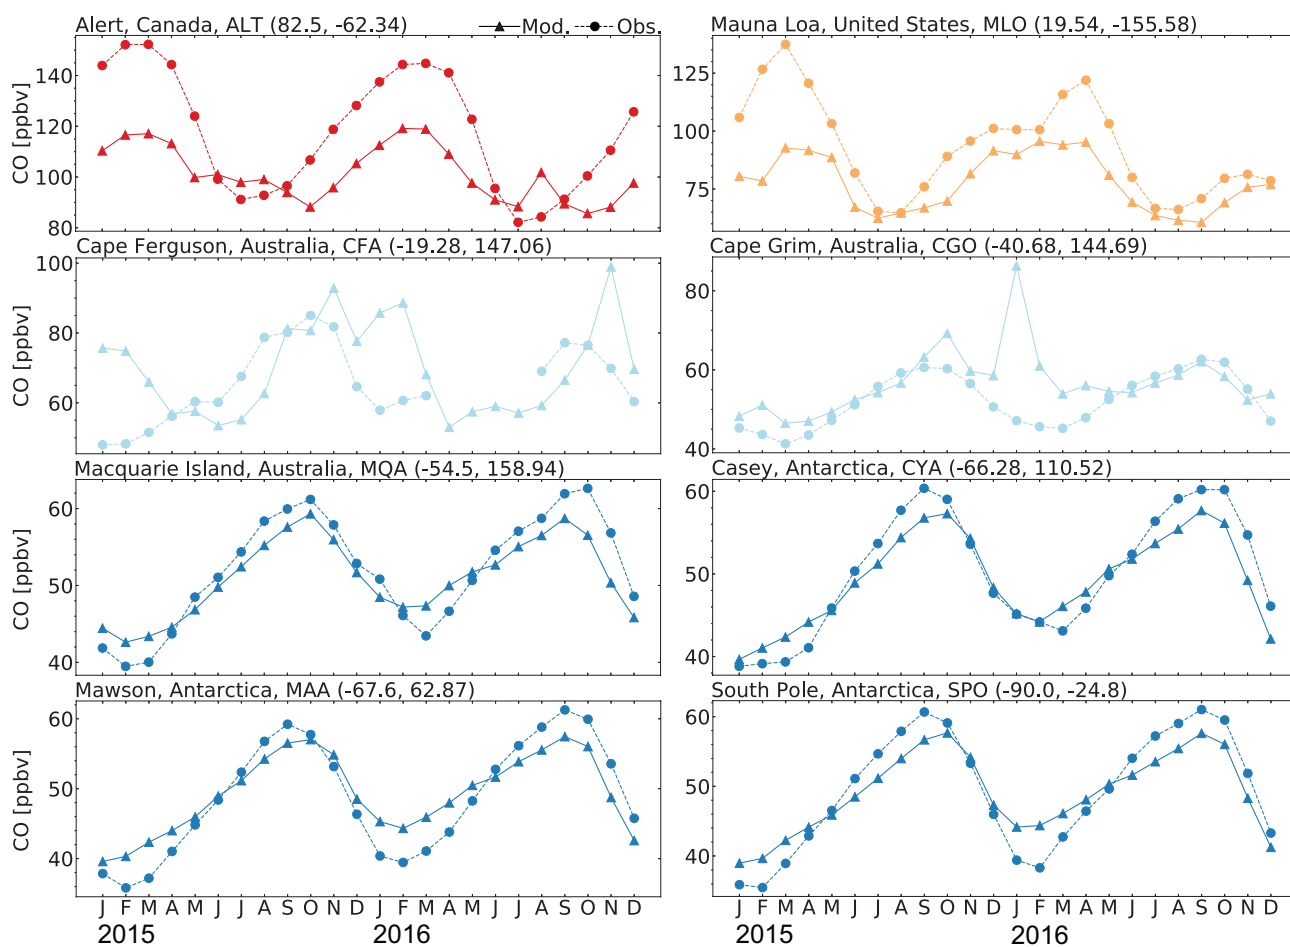 Alert, Canada, ALT (82.5, -62.34)
Mod. Obs.
Mauna Loa, United States, MLO (19.54, -155.58)
CO [ppbv]
140
120
100
80
125
100
75
Cape Ferguson, Australia, CFA (-19.28, 147.06)
Cape Grim, Australia, CGO (-40.68, 144.69)
CO [ppbv]
100
80
60
80
60
40
Macquarie Island, Australia, MQA (-54.5, 158.94)
Casey, Antarctica, CYA (-66.28, 110.52)
CO [ppbv]
60
50
40
60
50
40
Mawson, Antarctica, MAA (-67.6, 62.87)
South Pole, Antarctica, SPO (-90.0, -24.8)
CO [ppbv]
60
50
40
60
50
40
J F M A M J J A S O N D J F M A M J J A S O N D
J F M A M J J A S O N D J F M A M J J A S O N D
2015 2016
2015 2016